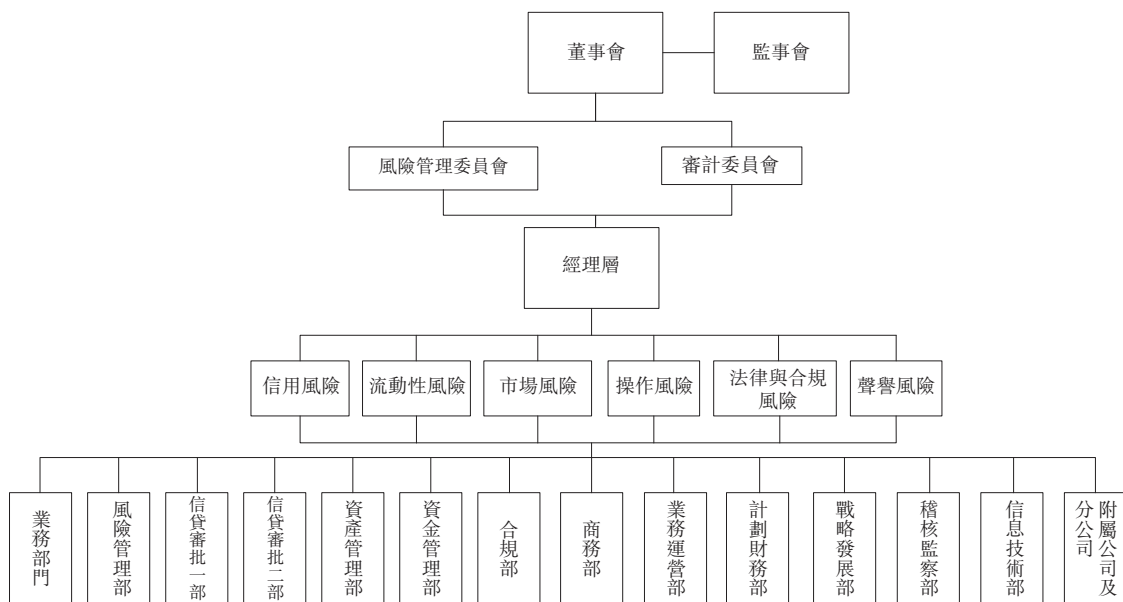 董事會
監事會
風險管理委員會
審計委員會
經理層
信用風險
流動性風險
市場風險
操作風險
法律與合規
風險
聲譽風險
業務部門
風險管理部
信貸審批一部
信貸審批二部
資產管理部
資金管理部
合規部
商務部
業務運營部
計劃財務部
戰略發展部
稽核監察部
信息技術部
附屬公司及
分公司